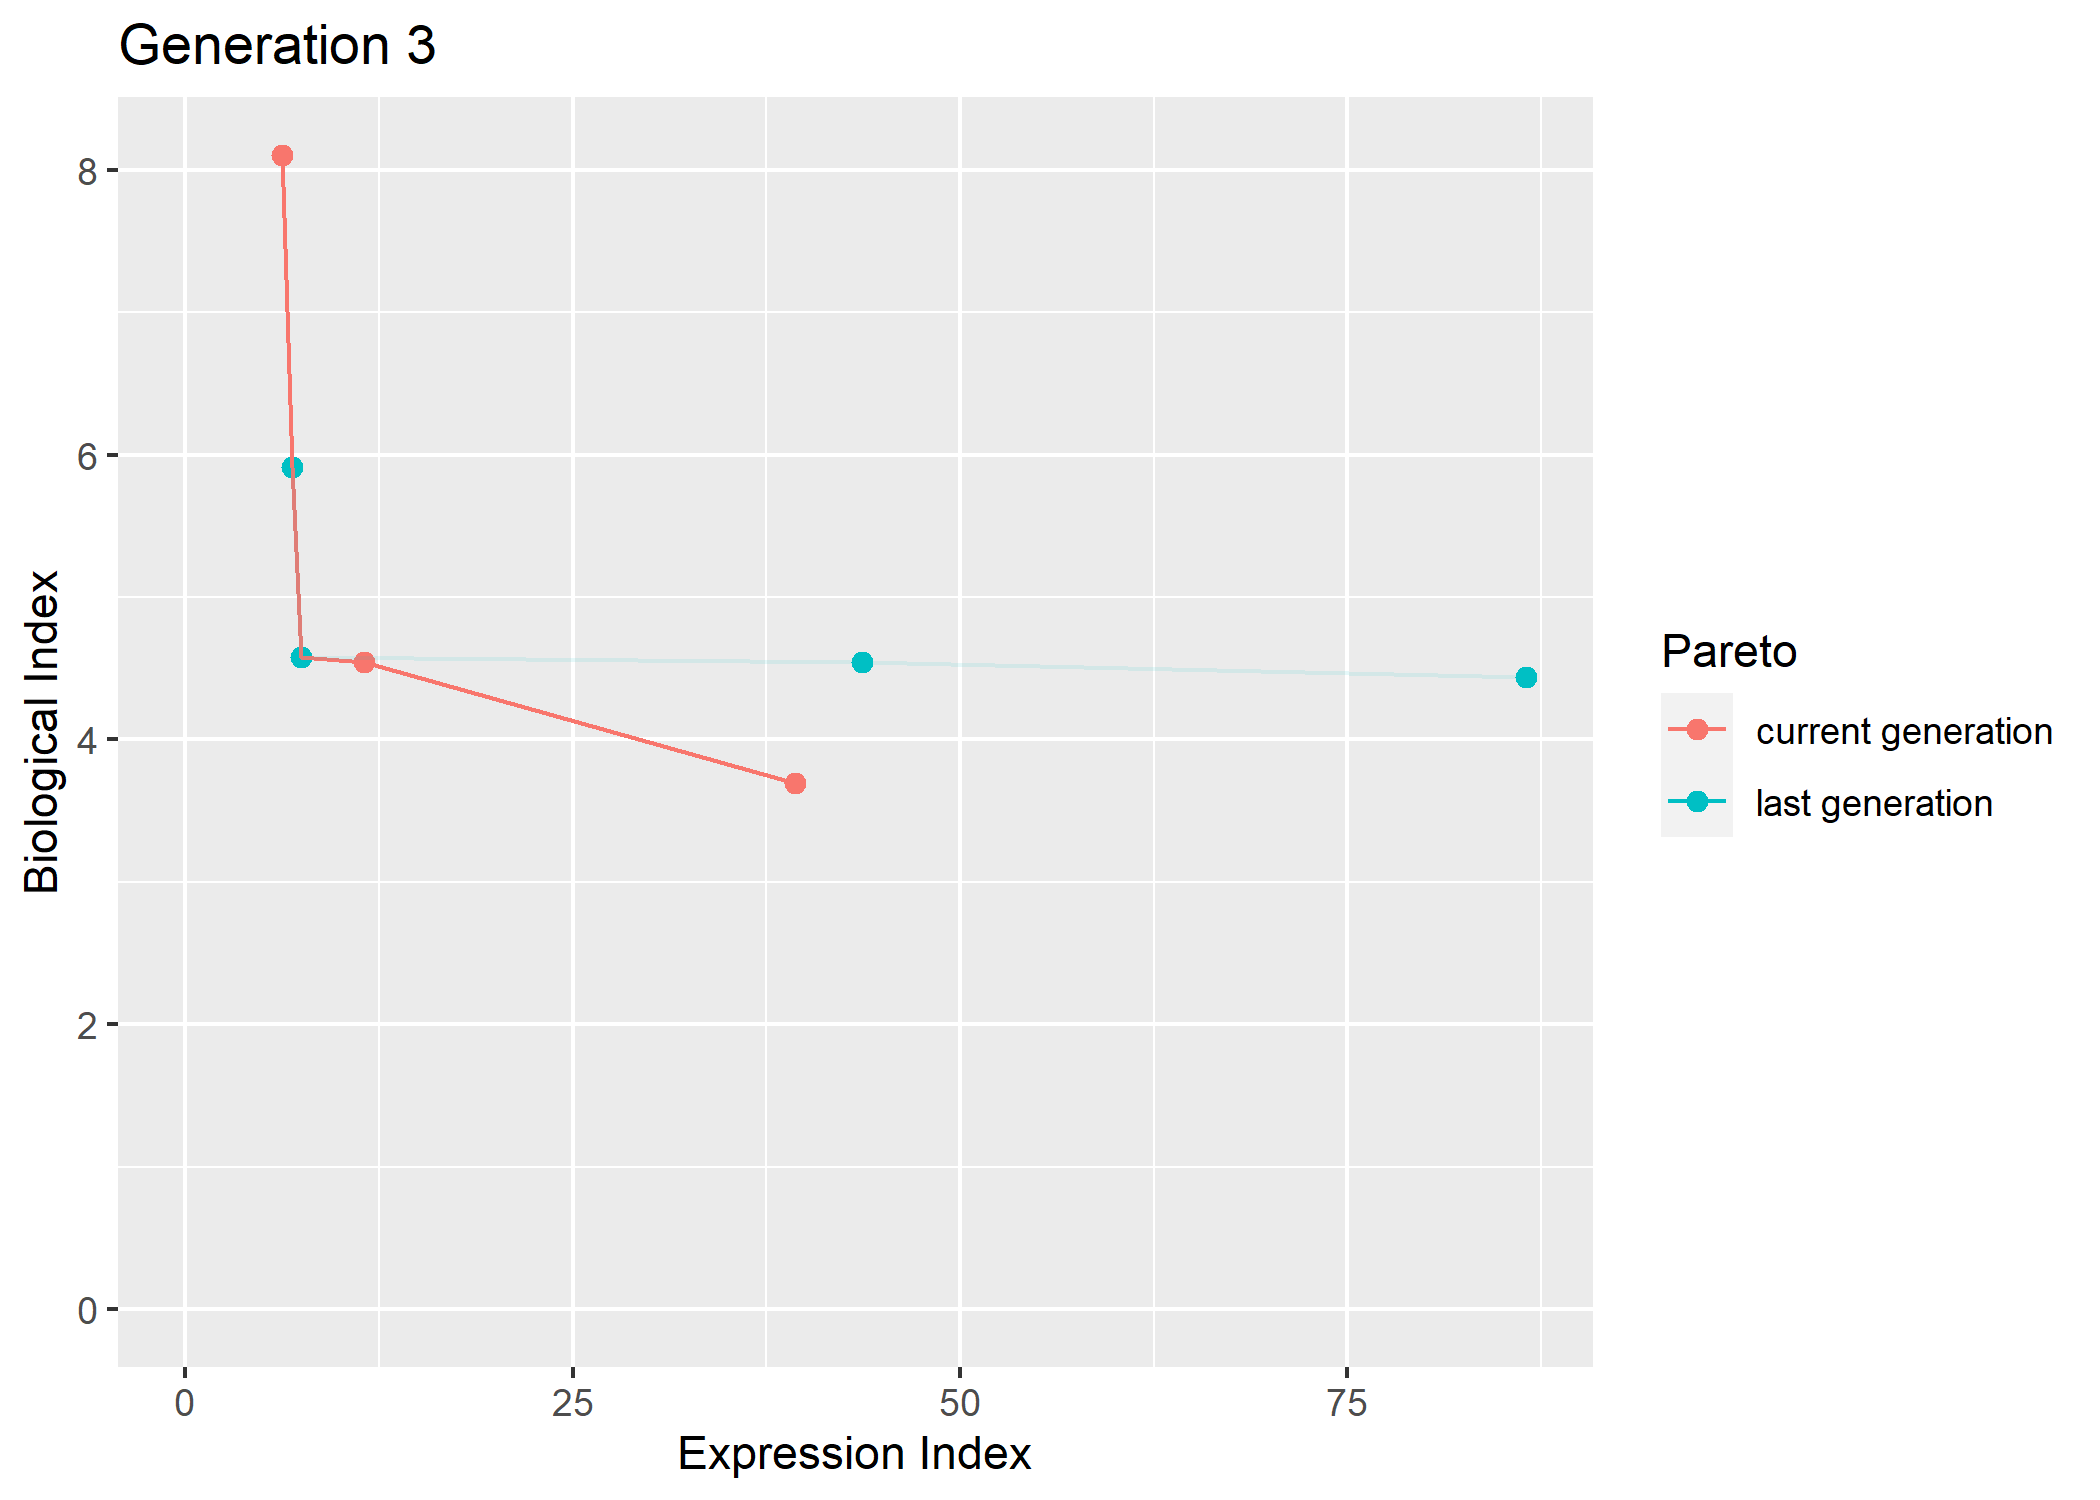 Generation 3
8
6
4
2
0
Biological Index
0 25 50 75
Expression Index
Pareto
current generation
last generation